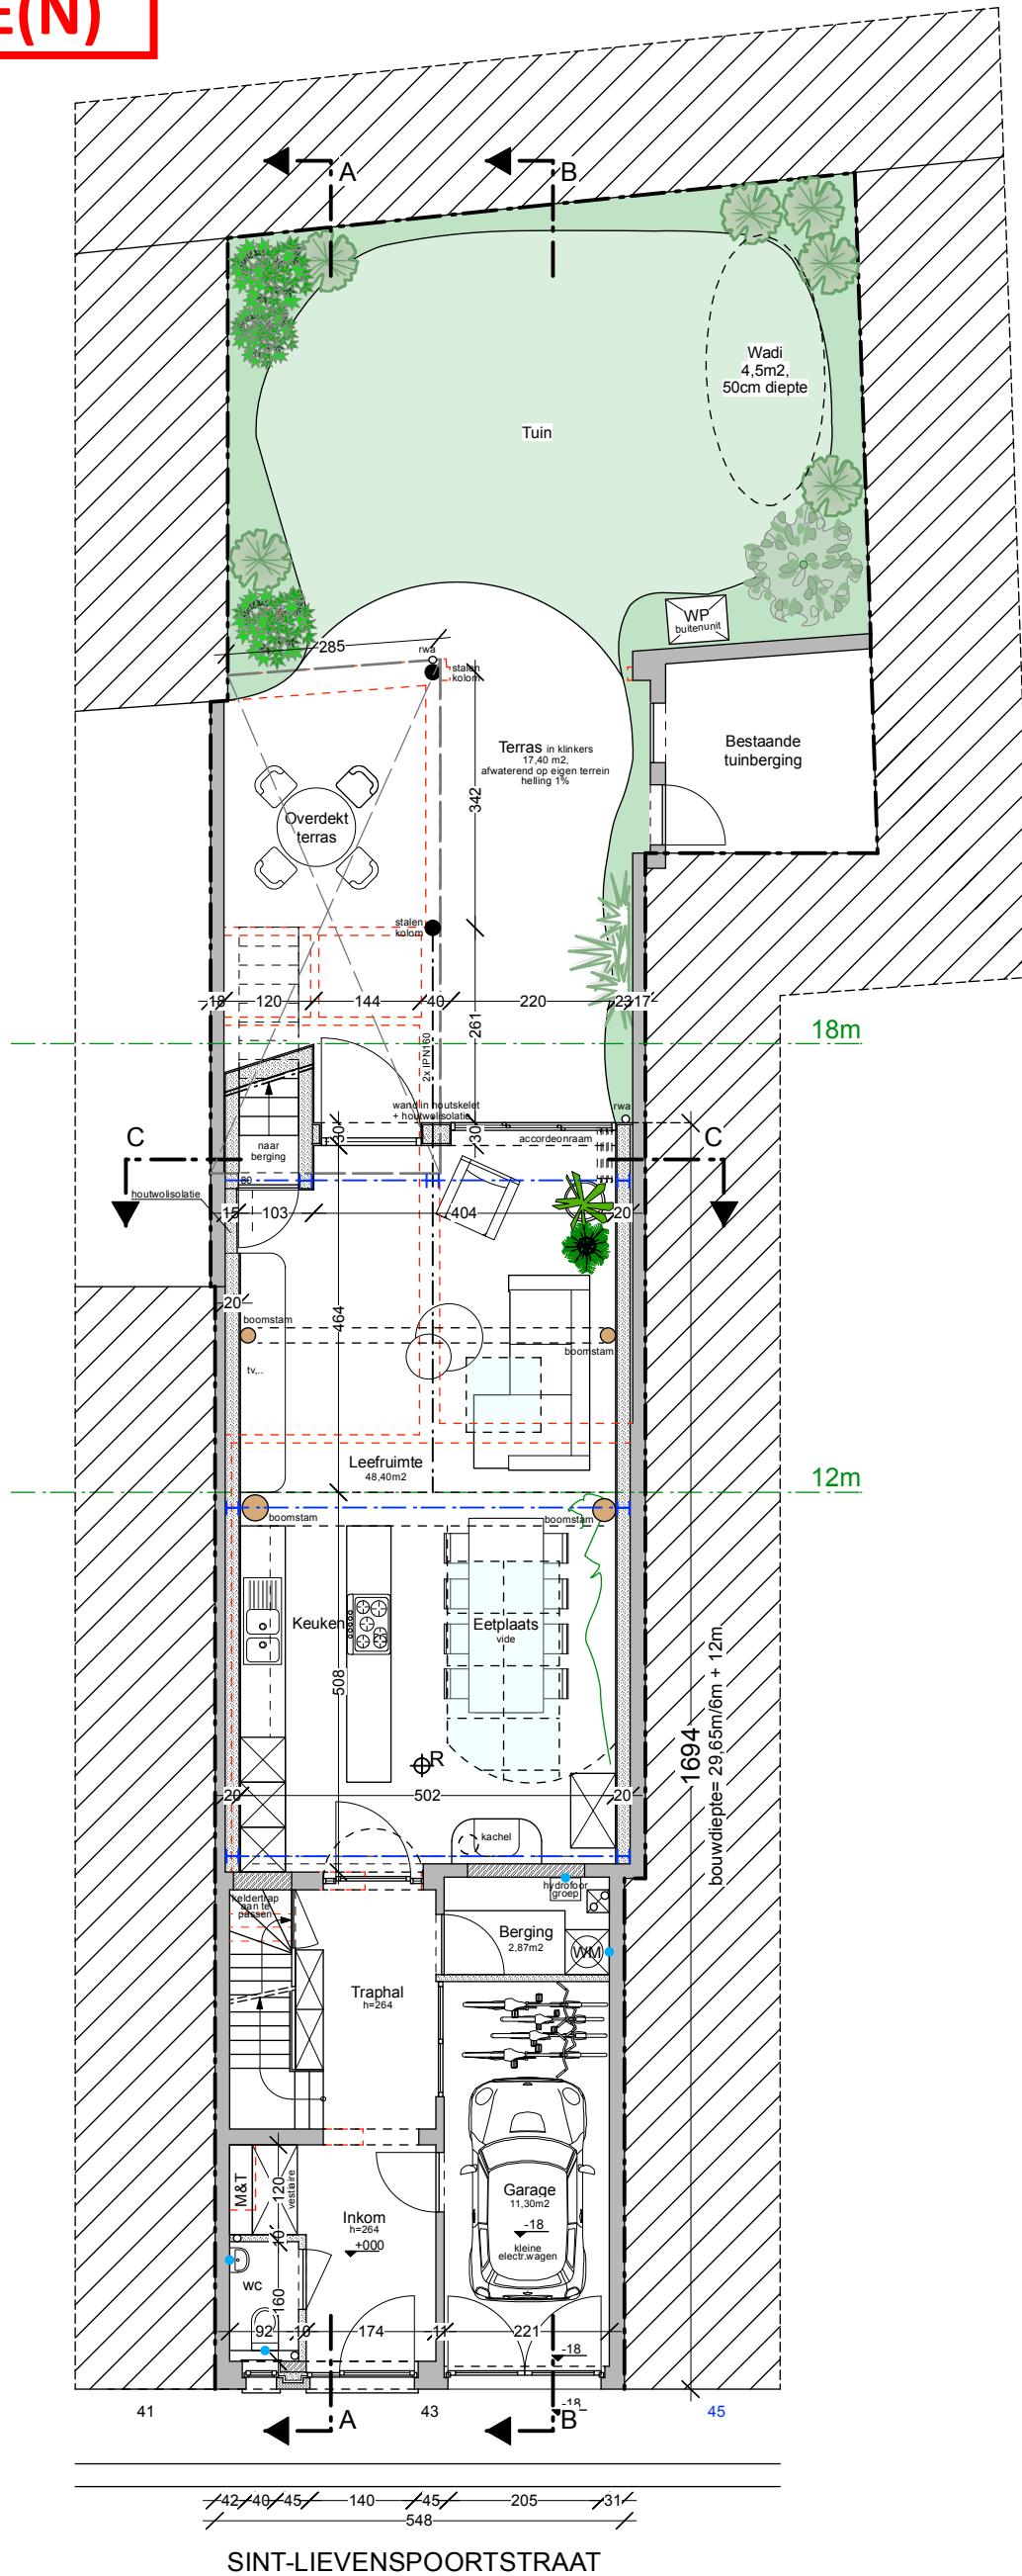 E(N)
A
B
Wadi
4,5m2,
50cm diepte
Tuin
WP
buitenunit
285
rwa
stalen
kolom
Terras in klinkers
17,40 m2,
afwaterend op eigen terrein
helling 1%
Bestaande
tuinberging
342
Overdekt
terras
stalen
kolom
18
120
144
40
220
23
17
261
2x IPN160
18m
rwa
wandlin houtskelet
+ houtwolisolatie
30
30
accordeonraam
C
C
naar
berging
80
houtwolisolatie
15
103
404
20
20
464
boomstam
boomstam
tv,..
Leefruimte
48,40m2
12m
boomstam
boomstam
Keuken
Eetplaats
vide
508
R
1694
bouwdiepte= 29,65m/6m + 12m
20
502
20
kachel
keldertrap
aan te
passen
hydrofoor
groep
Berging
2,87m2
WM
Traphal
h=264
M&T
120
vestiaire
10
Inkom
h=264
+000
Garage
11,30m2
-18
kleine
electr.wagen
wc
160
92
10
174
11
221
-18
-18
A
B
41
43
45
42
40
45
140
45
205
31
548
SINT-LIEVENSPOORTSTRAAT